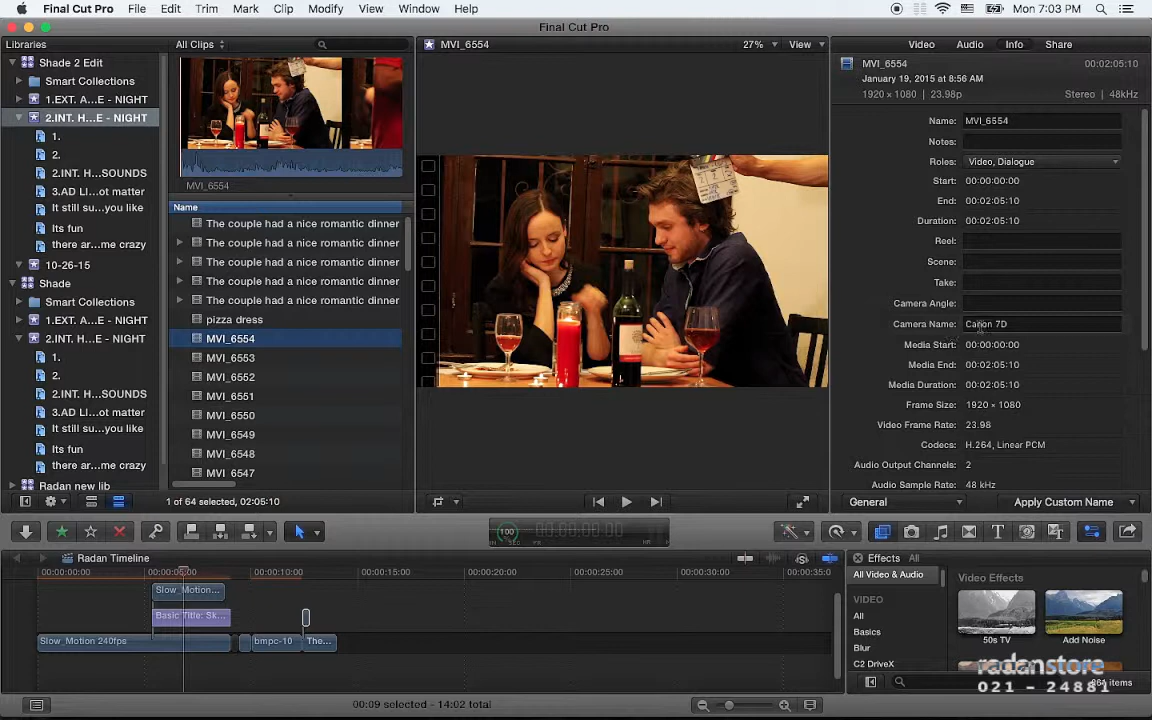 Final Cut Pro File Edit Trim Mark Clip Modify View Window Help
Mon 7:03 PM
Final Cut Pro
Libraries
Shade 2 Edit
Smart Collections
1.EXT. A...E - NIGHT
2.INT. H...E - NIGHT
1.
2.
2.INT. H...SOUNDS
3.AD LI...ot matter
It still su...you like
Its fun
there ar...me crazy
10-26-15
Shade
Smart Collections
1.EXT. A...E - NIGHT
2.INT. H...E - NIGHT
1.
2.
2.INT. H...SOUNDS
3.AD LI...ot matter
It still su...you like
Its fun
there ar...me crazy
Radan new lib
All Clips
MVI_6554
Name
The couple had a nice romantic dinner
The couple had a nice romantic dinner
The couple had a nice romantic dinner
The couple had a nice romantic dinner
The couple had a nice romantic dinner
pizza dress
MVI_6554
MVI_6553
MVI_6552
MVI_6551
MVI_6550
MVI_6549
MVI_6548
MVI_6547
1 of 64 selected, 02:05:10
MVI_6554
27%
View
Video Audio Info Share
MVI_6554 00:02:05:10
January 19, 2015 @ 8:56 AM
1920 × 1080 | 23.98p Stereo | 48kHz
Name: MVI_6554
Notes:
Roles: Video, Dialogue
Start: 00:00:00:00
End: 00:02:05:10
Duration: 00:02:05:10
Reel:
Scene:
Take:
Camera Angle:
Camera Name: Canon 7D
Media Start: 00:00:00:00
Media End: 00:02:05:10
Media Duration: 00:02:05:10
Frame Size: 1920 × 1080
Video Frame Rate: 23.98
Codecs: H.264, Linear PCM
Audio Output Channels: 2
Audio Sample Rate: 48 kHz
General
Apply Custom Name
100
00:00:00:00
Radan Timeline
00:00:00:00
00:00:10:00
00:00:15:00
00:00:20:00
00:00:25:00
00:00:30:00
00:00:35:0
Slow_Motion...
Basic Title: Sk...
Slow_Motion 240fps
bmpc-10
The...
Effects All
All Video & Audio
VIDEO
All
Basics
Blur
C2 DriveX
Video Effects
50s TV
Add Noise
radanstore
021 - 24881
items
00:09 selected - 14:02 total